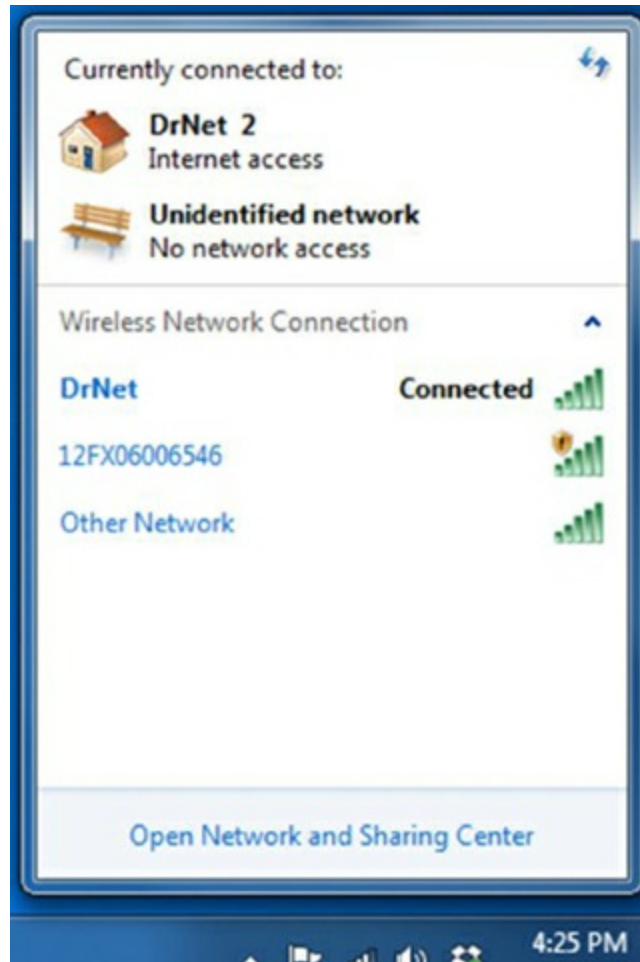 Currently connected to:
DrNet 2
Internet access
Unidentified network
No network access
Wireless Network Connection
DrNet Connected
12FX06006546
Other Network
Open Network and Sharing Center
4:25 PM